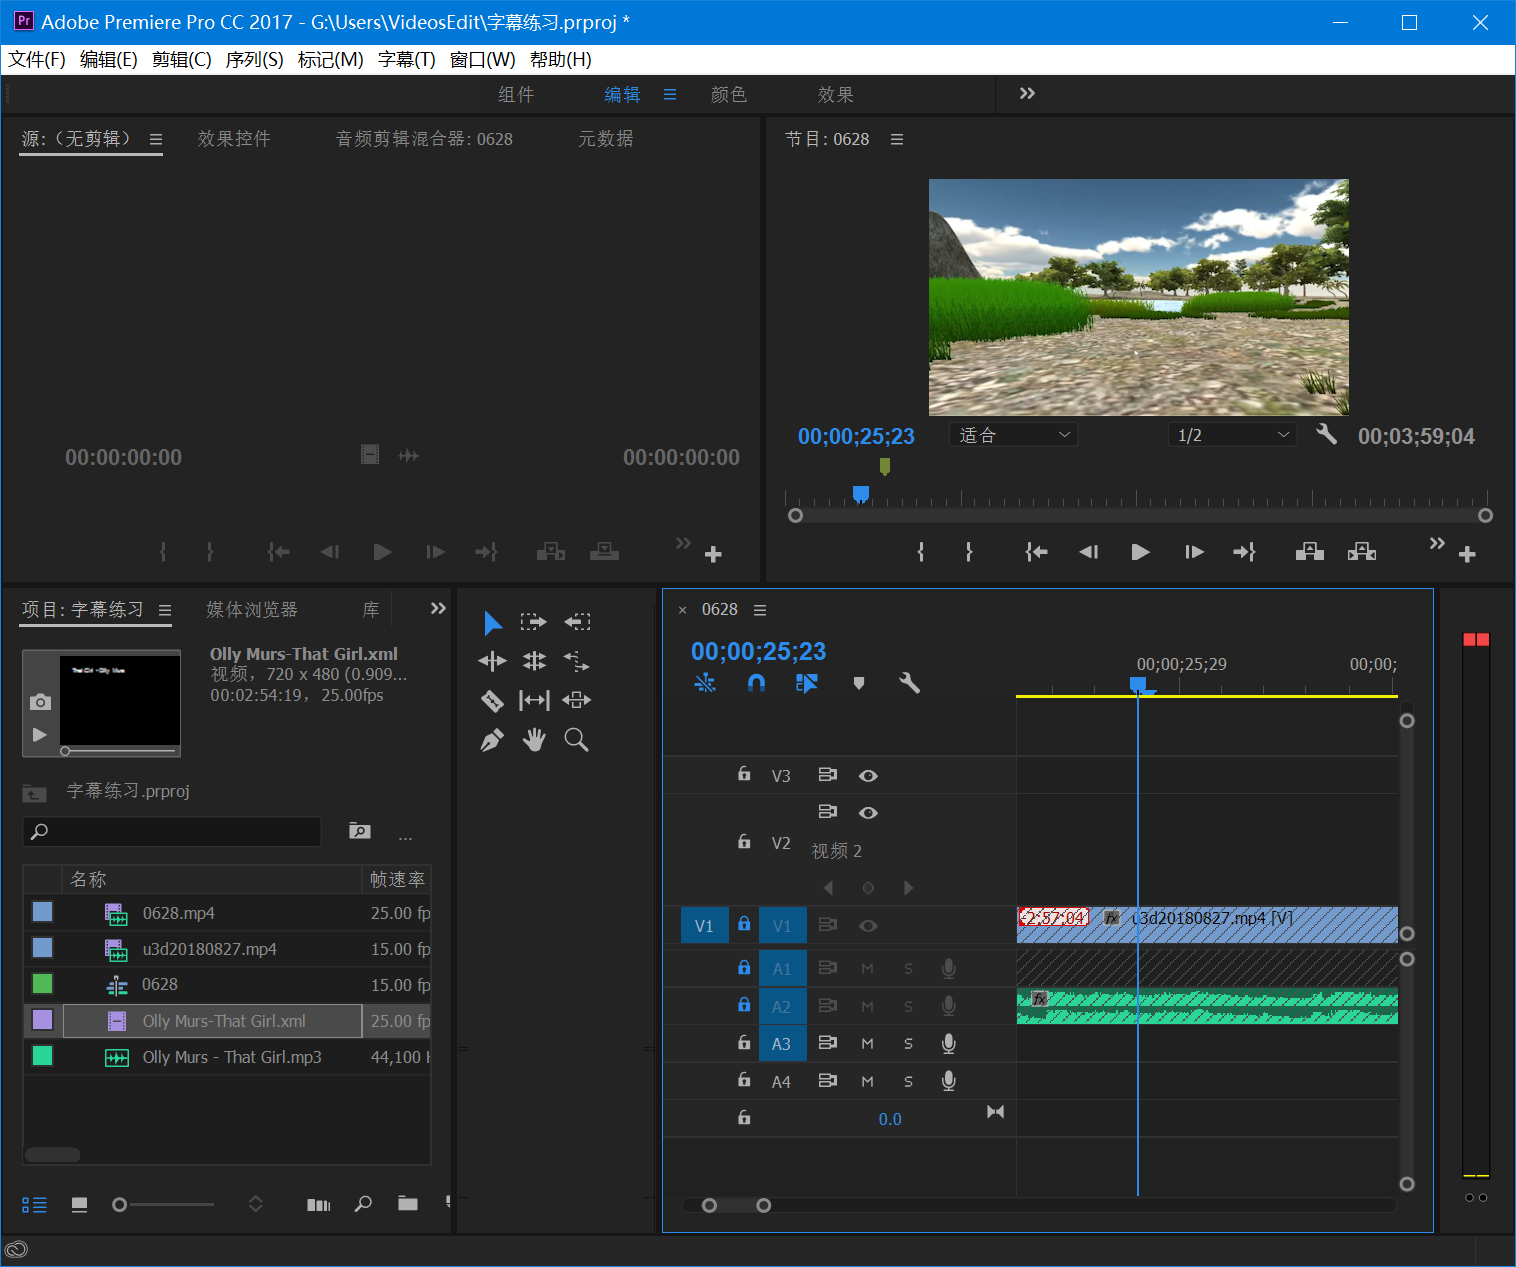 Adobe Premiere Pro CC 2017 - G:\Users\VideosEdit\字幕练习.prproj *
文件(F) 编辑(E) 剪辑(C) 序列(S) 标记(M) 字幕(T) 窗口(W) 帮助(H)
组件 编辑 颜色 效果
源:（无剪辑） 效果控件 音频剪辑混合器: 0628 元数据
节目: 0628
00:00:00:00 00:00:00:00
00;00;25;23 适合 1/2 00;03;59;04
项目: 字幕练习 媒体浏览器 库
Olly Murs-That Girl.xml
视频，720 x 480 (0.909...
00:02:54:19，25.00fps
字幕练习.prproj
...
名称 帧速率
0628.mp4 25.00 fp
u3d20180827.mp4 15.00 fp
0628 15.00 fp
Olly Murs-That Girl.xml 25.00 fp
Olly Murs - That Girl.mp3 44,100 H
× 0628
00;00;25;23
00;00;25;29 00;00;
V3
V2 视频 2
V1 V1 -2;57;04 fx u3d20180827.mp4 [V]
A1 M S
A2 M S fx
A3 M S
A4 M S
0.0